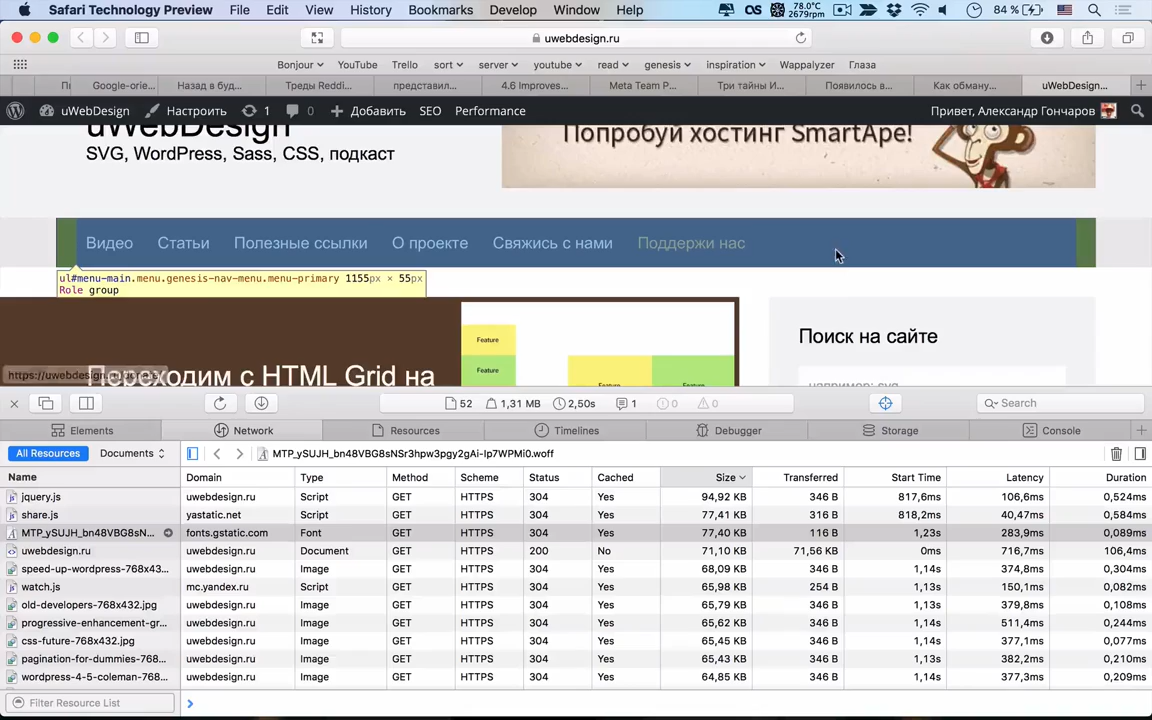 Safari Technology Preview File Edit View History Bookmarks Develop Window Help 78.0°C 2679rpm 84 %
uwebdesign.ru
Bonjour YouTube Trello sort server youtube read genesis inspiration Wappalyzer Глаза
Пı Google-orie... Назад в буд... Треды Reddi... представил... 4.6 Improves... Meta Team P... Три тайны И... Появилось в... Как обману... uWebDesign...
uWebDesign Настройки 1 0 Добавить SEO Performance Привет, Александр Гончаров
uWebDesign
SVG, WordPress, Sass, CSS, подкаст
Попробуй хостинг SmartApe!
Видео Статьи Полезные ссылки О проекте Свяжись с нами Поддержи нас
ul#menu-main.menu.genesis-nav-menu.menu-primary 1155px × 55px
Role group
Поиск на сайте
Feature
Feature
Переходим с HTML Grid на
Feature Feature
например: svg
https://uwebdesign.ru
52 1,31 MB 2,50s 1 0 0 Search
Elements Network Resources Timelines Debugger Storage Console
All Resources Documents MTP_ySUJH_bn48VBG8sNSr3hpw3pgy2gAi-Ip7WPMi0.woff
Name Domain Type Method Scheme Status Cached Size Transferred Start Time Latency Duration
jquery.js uwebdesign.ru Script GET HTTPS 304 Yes 94,92 KB 346 B 817,6ms 106,6ms 0,524ms
share.js yastatic.net Script GET HTTPS 304 Yes 77,41 KB 316 B 818,2ms 40,47ms 0,584ms
MTP_ySUJH_bn48VBG8sN... fonts.gstatic.com Font GET HTTPS 304 Yes 77,40 KB 116 B 1,23s 283,9ms 0,089ms
uwebdesign.ru uwebdesign.ru Document GET HTTPS 200 No 71,10 KB 71,56 KB 0ms 716,7ms 106,4ms
speed-up-wordpress-768x43... uwebdesign.ru Image GET HTTPS 304 Yes 68,09 KB 346 B 1,14s 374,8ms 0,304ms
watch.js mc.yandex.ru Script GET HTTPS 304 Yes 65,98 KB 254 B 1,13s 150,1ms 0,082ms
old-developers-768x432.jpg uwebdesign.ru Image GET HTTPS 304 Yes 65,79 KB 346 B 1,13s 379,8ms 0,108ms
progressive-enhancement-gr... uwebdesign.ru Image GET HTTPS 304 Yes 65,62 KB 346 B 1,14s 511,4ms 0,244ms
css-future-768x432.jpg uwebdesign.ru Image GET HTTPS 304 Yes 65,45 KB 346 B 1,14s 377,1ms 0,077ms
pagination-for-dummies-768... uwebdesign.ru Image GET HTTPS 304 Yes 65,43 KB 346 B 1,13s 382,2ms 0,210ms
wordpress-4-5-coleman-768... uwebdesign.ru Image GET HTTPS 304 Yes 64,85 KB 346 B 1,14s 377,3ms 0,209ms
Filter Resource List